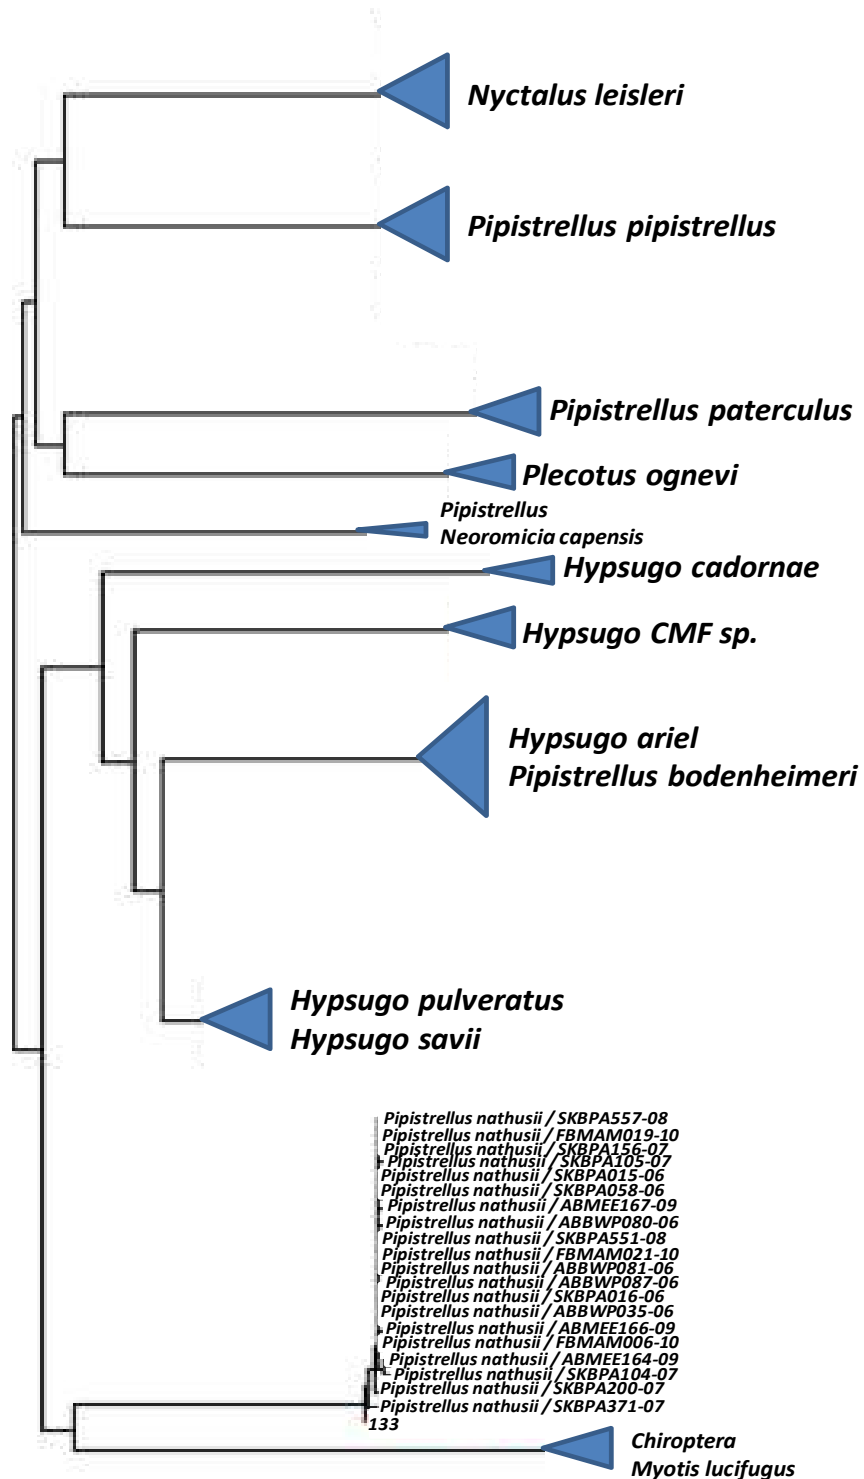 Nyctalus leisleri
Pipistrellus pipistrellus
Pipistrellus paterculus
Plecotus ognevi
Pipistrellus
Neoromicia capensis
Hypsugo cadornae
Hypsugo CMF sp.
Hypsugo ariel
Pipistrellus bodenheimeri
Hypsugo pulveratus
Hypsugo savii
Pipistrellus nathusii / SKBPA557-08
Pipistrellus nathusii / FBMAM019-10
Pipistrellus nathusii / SKBPA156-07
Pipistrellus nathusii / SKBPA105-07
Pipistrellus nathusii / SKBPA015-06
Pipistrellus nathusii / SKBPA058-06
Pipistrellus nathusii / ABMEE167-09
Pipistrellus nathusii / ABBWP080-06
Pipistrellus nathusii / SKBPA551-08
Pipistrellus nathusii / FBMAM021-10
Pipistrellus nathusii / ABBWP081-06
Pipistrellus nathusii / ABBWP087-06
Pipistrellus nathusii / SKBPA016-06
Pipistrellus nathusii / ABBWP035-06
Pipistrellus nathusii / ABMEE166-09
Pipistrellus nathusii / FBMAM006-10
Pipistrellus nathusii / ABMEE164-09
Pipistrellus nathusii / SKBPA104-07
Pipistrellus nathusii / SKBPA200-07
Pipistrellus nathusii / SKBPA371-07
133
Chiroptera
Myotis lucifugus